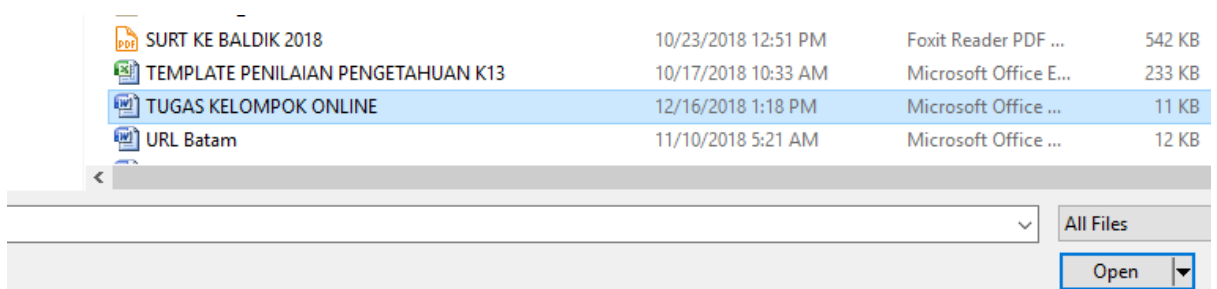 SURT KE BALDIK 2018 10/23/2018 12:51 PM Foxit Reader PDF ... 542 KB
TEMPLATE PENILAIAN PENGETAHUAN K13 10/17/2018 10:33 AM Microsoft Office E... 233 KB
TUGAS KELOMPOK ONLINE 12/16/2018 1:18 PM Microsoft Office ... 11 KB
URL Batam 11/10/2018 5:21 AM Microsoft Office ... 12 KB
All Files
Open